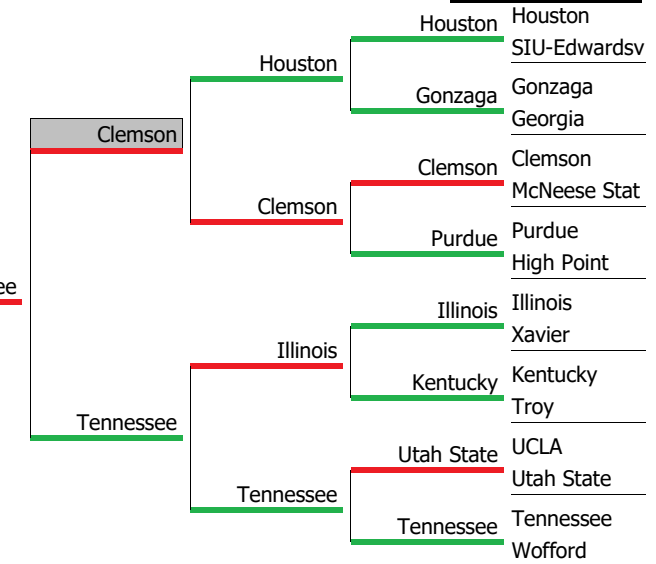 Houston
Houston
SIU-Edwardsv
Houston
Gonzaga
Gonzaga
Georgia
Clemson
Clemson
Clemson
McNeese Stat
Clemson
Purdue
Purdue
High Point
ee
Illinois
Illinois
Xavier
Illinois
Kentucky
Kentucky
Troy
Tennessee
Utah State
UCLA
Utah State
Tennessee
Tennessee
Tennessee
Wofford